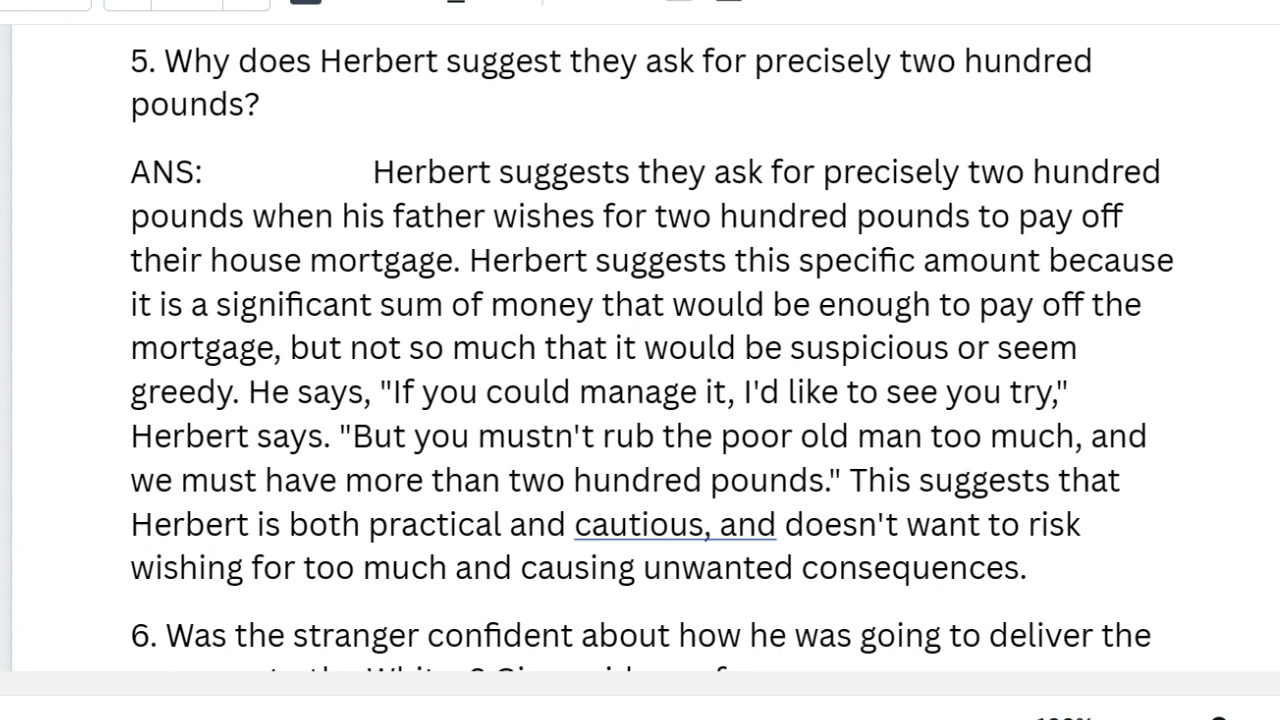 5. Why does Herbert suggest they ask for precisely two hundred
pounds?
ANS: Herbert suggests they ask for precisely two hundred
pounds when his father wishes for two hundred pounds to pay off
their house mortgage. Herbert suggests this specific amount because
it is a significant sum of money that would be enough to pay off the
mortgage, but not so much that it would be suspicious or seem
greedy. He says, "If you could manage it, I'd like to see you try,"
Herbert says. "But you mustn't rub the poor old man too much, and
we must have more than two hundred pounds." This suggests that
Herbert is both practical and cautious, and doesn't want to risk
wishing for too much and causing unwanted consequences.
6. Was the stranger confident about how he was going to deliver the